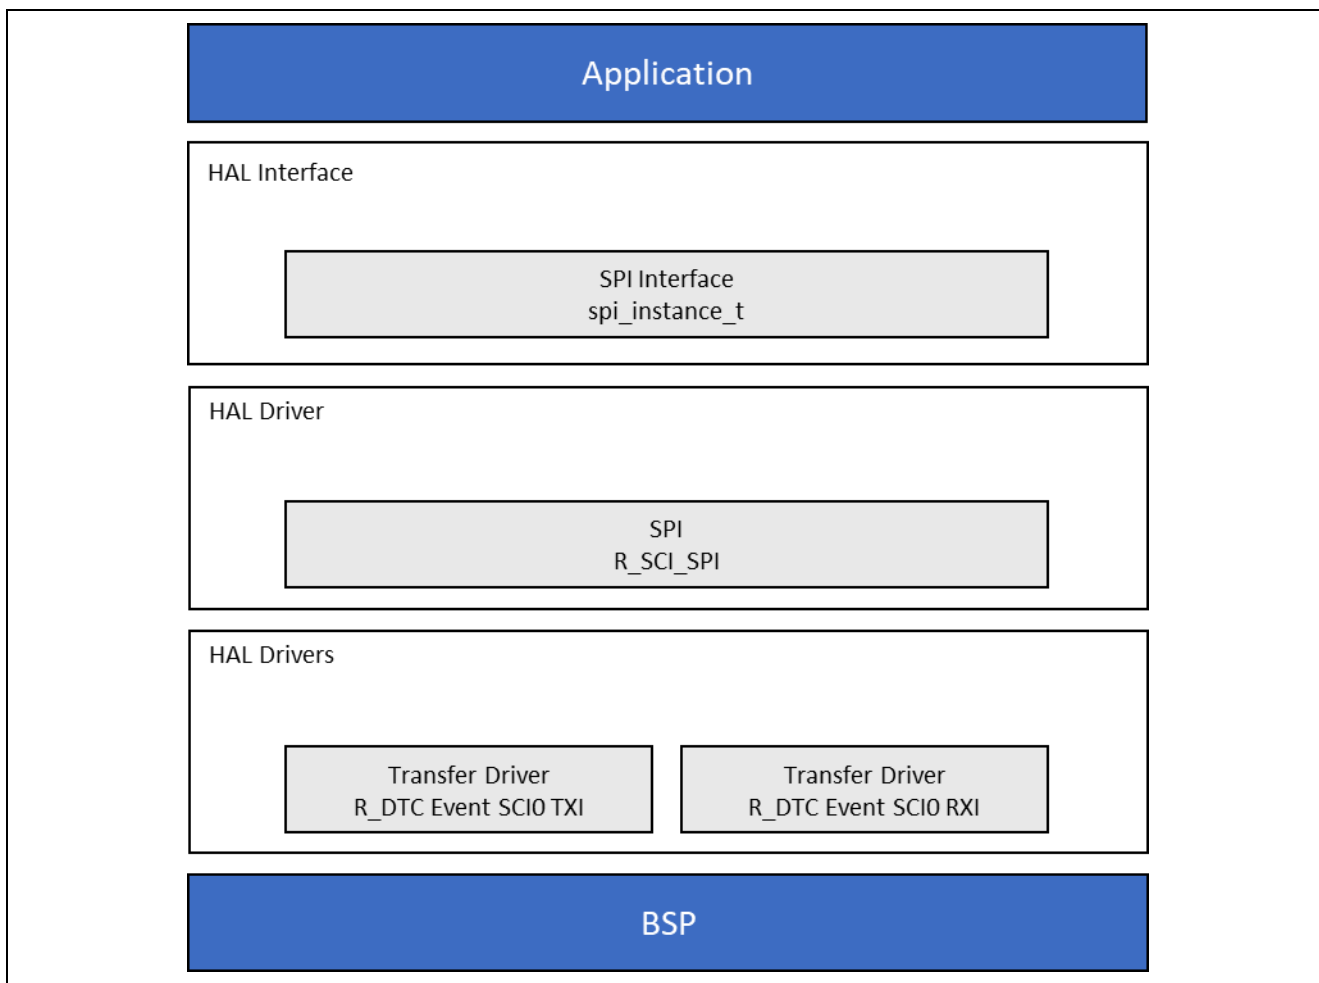 Application
HAL Interface
SPI Interface
spi_instance_t
HAL Driver
SPI
R_SCI_SPI
HAL Drivers
Transfer Driver
R_DTC Event SCI0 TXI
Transfer Driver
R_DTC Event SCI0 RXI
BSP